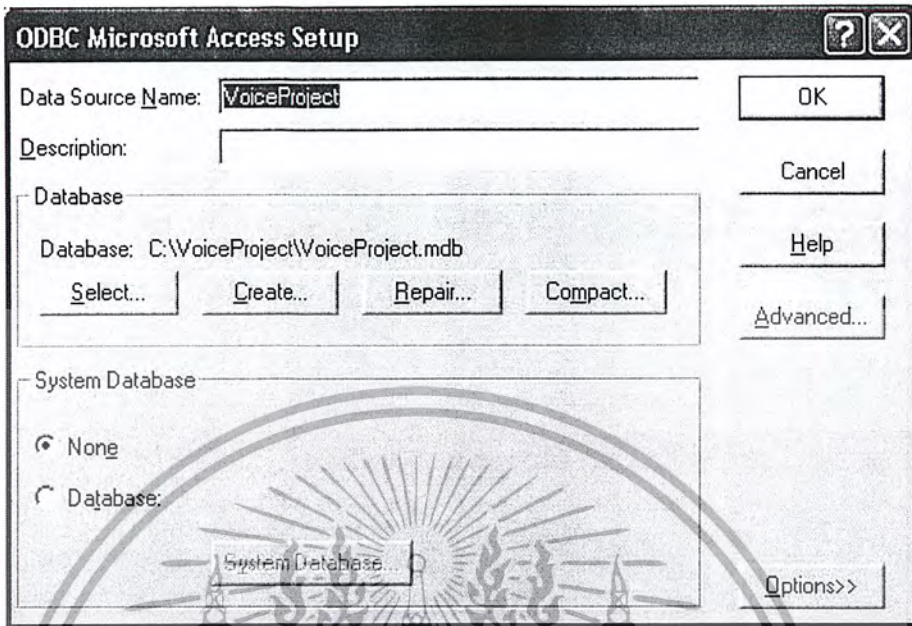 ODBC Microsoft Access Setup
Data Source Name: VoiceProject
OK
Description:
Cancel
Database
Database: C:\VoiceProject\VoiceProject.mdb
Help
Select... Create... Repair... Compact...
Advanced...
System Database
None
Database:
System Database...
Options>>